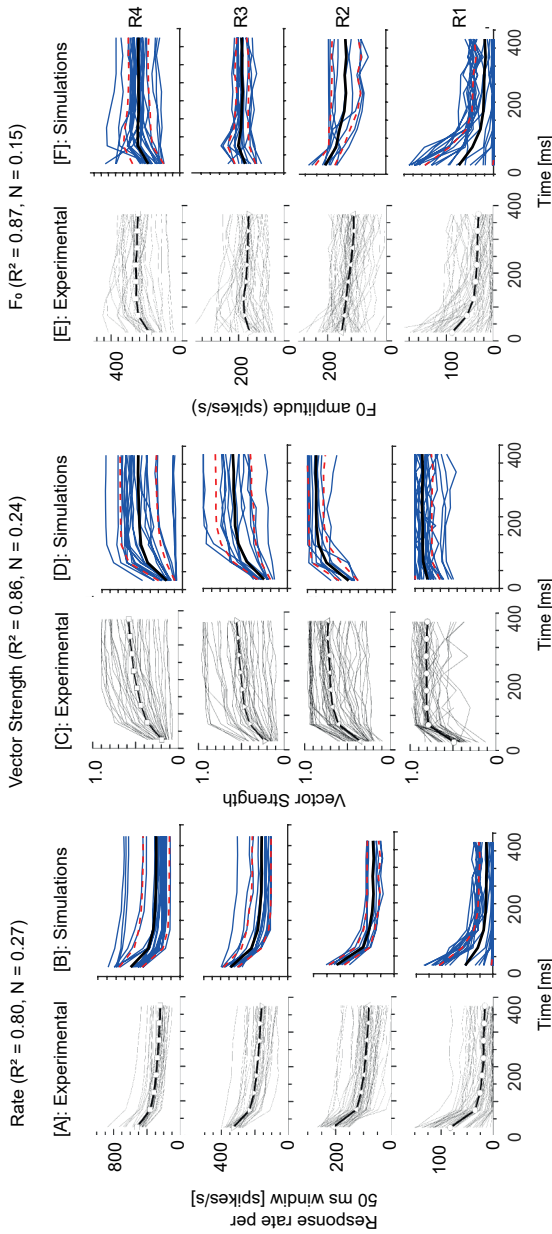 Rate (R² = 0.80, N = 0.27)
[A]: Experimental
[B]: Simulations
800
400
0
400
200
0
200
0
100
0
0
200
400
0
200
400
Time [ms]
Response rate per
50 ms windiw [spikes/s]
Vector Strength (R² = 0.86, N = 0.24)
[C]: Experimental
[D]: Simulations
1.0
0
1.0
0
1.0
0
1.0
0
0
200
400
0
200
400
Time [ms]
Vector Strength
F₀ (R² = 0.87, N = 0.15)
[E]: Experimental
[F]: Simulations
400
200
0
200
0
200
0
100
0
0
200
400
0
200
400
Time [ms]
F0 amplitude (spikes/s)
R4
R3
R2
R1